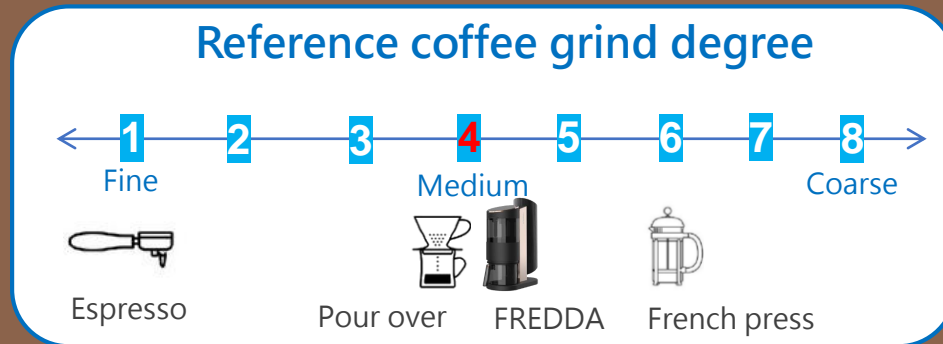 Reference coffee grind degree
1 2 3 4 5 6 7 8
Fine Medium Coarse
Espresso Pour over FREDDA French press